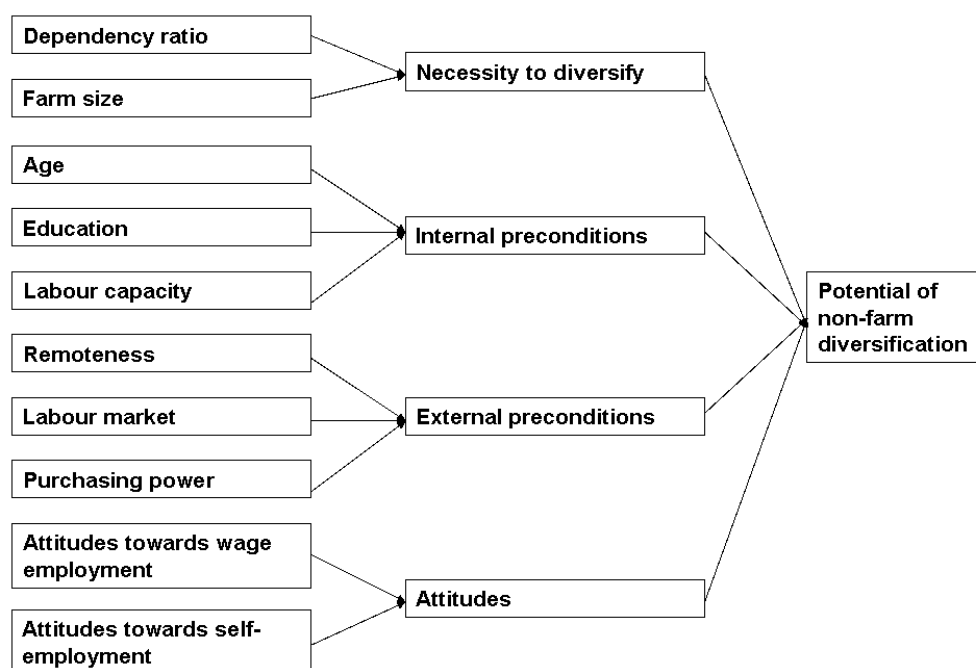 Dependency ratio
Farm size
Age
Education
Labour capacity
Remoteness
Labour market
Purchasing power
Attitudes towards wage
employment
Attitudes towards self-
employment
Necessity to diversify
Internal preconditions
External preconditions
Attitudes
Potential of
non-farm
diversification